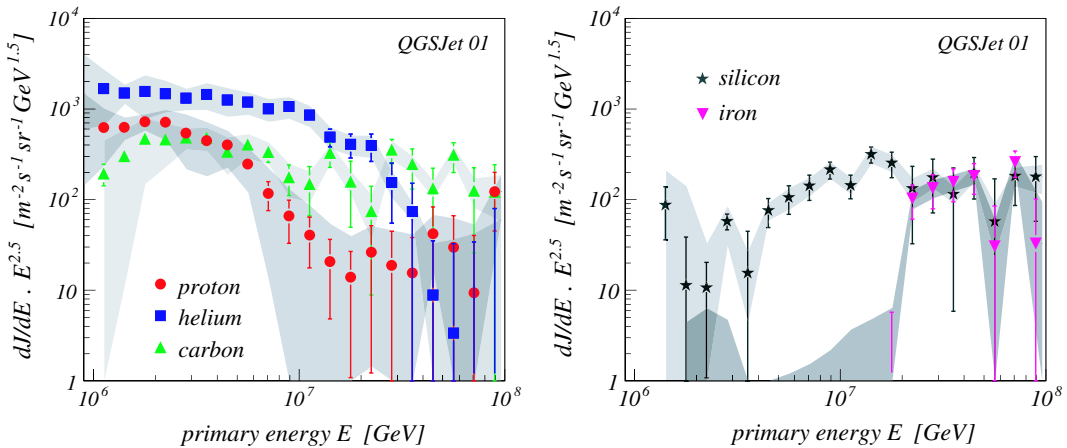 10^4
10^3
10^2
10
1
dJ/dE . E^2.5 [m^-2 s^-1 sr^-1 GeV^1.5]
QGSJet 01
proton
helium
carbon
10^6
10^7
10^8
primary energy E [GeV]
10^4
10^3
10^2
10
1
dJ/dE . E^2.5 [m^-2 s^-1 sr^-1 GeV^1.5]
QGSJet 01
silicon
iron
10^6
10^7
10^8
primary energy E [GeV]